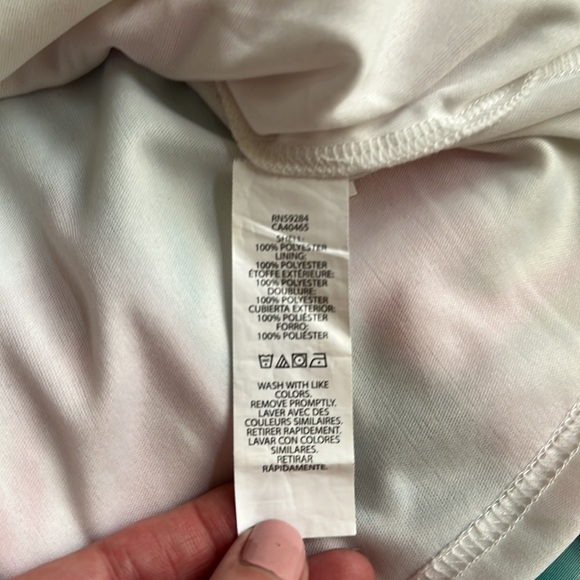 RN59284
CA40465
SHELL:
100% POLYESTER
LINING:
100% POLYESTER
ÉTOFFE EXTÉRIEURE:
100% POLYESTER
DOUBLURE:
100% POLYESTER
CUBIERTA EXTERIOR:
100% POLIÉSTER
FORRO:
100% POLIÉSTER
WASH WITH LIKE
COLORS.
REMOVE PROMPTLY.
LAVER AVEC DES
COULEURS SIMILAIRES.
RETIRER RAPIDEMENT.
LAVAR CON COLORES
SIMILARES.
RETIRAR
RÁPIDAMENTE.